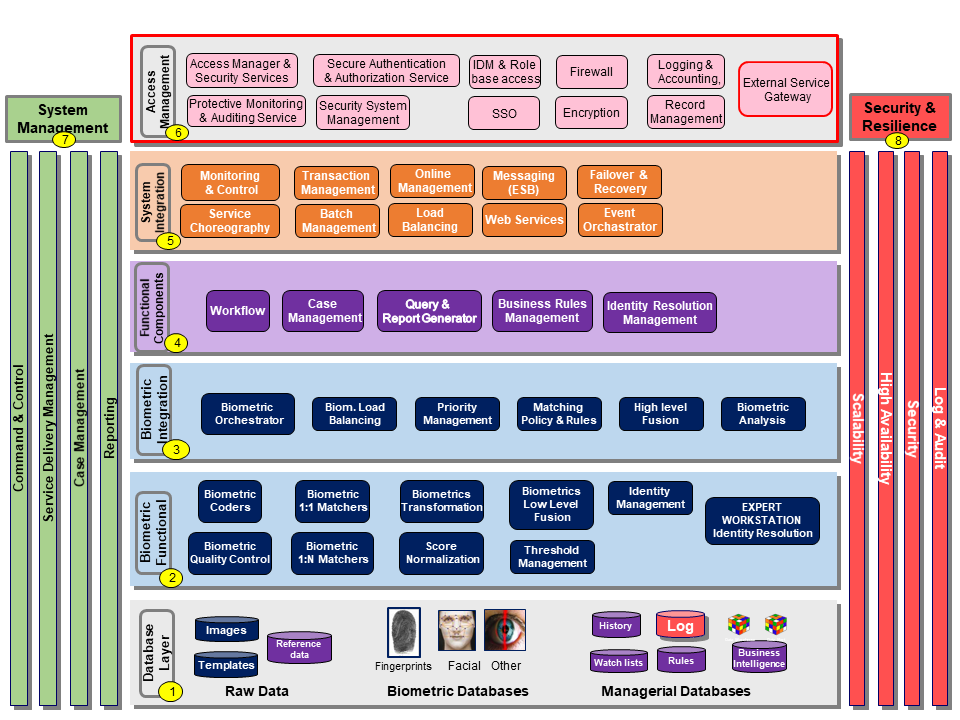 Access
Management
6
Access Manager &
Security Services
Secure Authentication
& Authorization Service
IDM & Role
base access
Firewall
Logging &
Accounting,
External Service
Gateway
Protective Monitoring
& Auditing Service
Security System
Management
SSO
Encryption
Record
Management
System
Management
7
Security &
Resilience
8
System
Integration
5
Monitoring
& Control
Transaction
Management
Online
Management
Messaging
(ESB)
Failover &
Recovery
Service
Choreography
Batch
Management
Load
Balancing
Web Services
Event
Orchastrator
Functional
Components
4
Workflow
Case
Management
Query &
Report Generator
Business Rules
Management
Identity Resolution
Management
Biometric
Integration
3
Biometric
Orchestrator
Biom. Load
Balancing
Priority
Management
Matching
Policy & Rules
High level
Fusion
Biometric
Analysis
Command & Control
Service Delivery Management
Case Management
Reporting
Scalability
High Availability
Security
Log & Audit
Biometric
Functional
2
Biometric
Coders
Biometric
1:1 Matchers
Biometrics
Transformation
Biometrics
Low Level
Fusion
Identity
Management
EXPERT
WORKSTATION
Identity Resolution
Biometric
Quality Control
Biometric
1:N Matchers
Score
Normalization
Threshold
Management
Database
Layer
1
Images
Templates
Reference
data
Raw Data
Fingerprints
Facial
Other
Biometric Databases
History
Log
Watch lists
Rules
Business
Intelligence
Managerial Databases